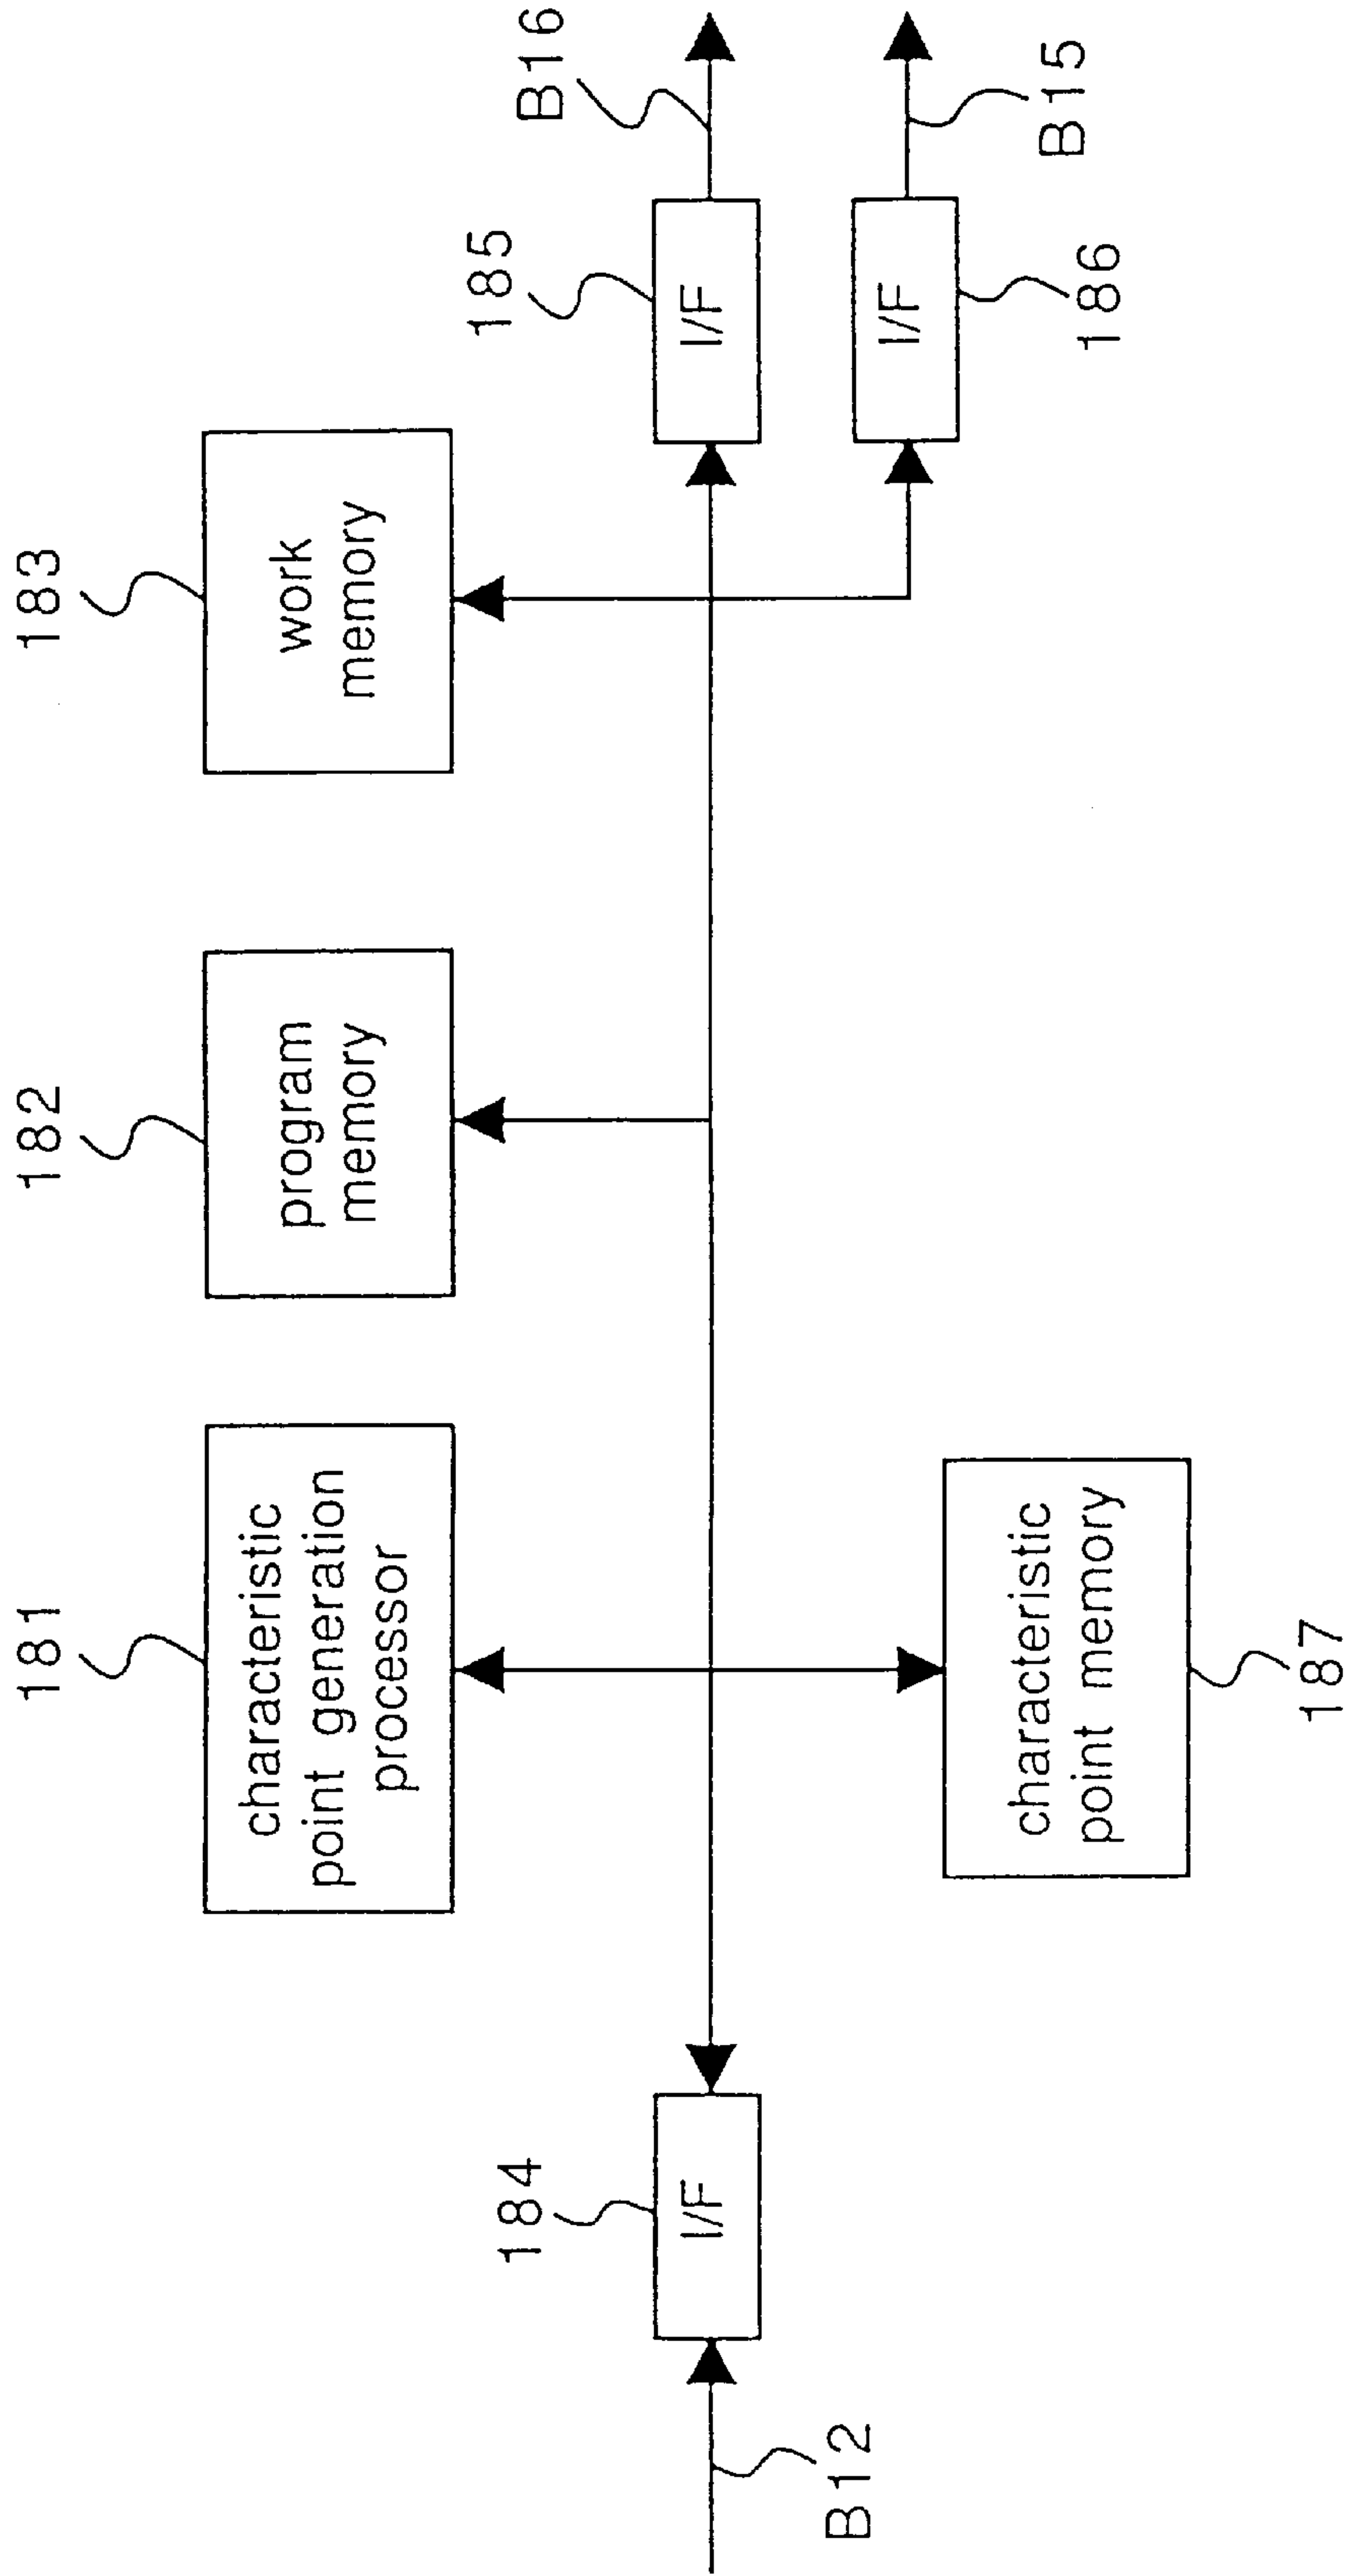 181
characteristic
point generation
processor
182
program
memory
183
work
memory
184
I/F
B12
185
I/F
B16
186
I/F
B15
characteristic
point memory
187